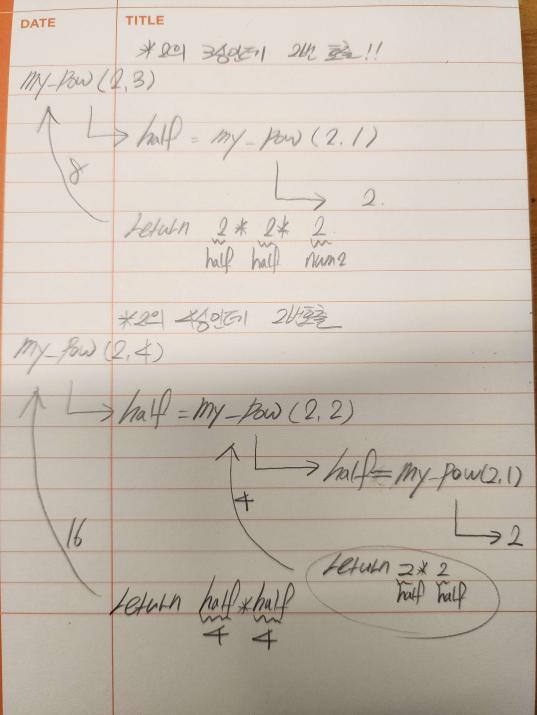 DATE TITLE
*2의 3승인데 2번 호출!!
my_pow(2,3)
half = my_pow(2,1)
8
2.
return 2* 2* 2
half half num2
*2의 4승인데 2번호출
my_pow(2,4)
half = my_pow(2,2)
half = my_pow(2,1)
4
2
16
return 2* 2
half half
return half*half
4 4